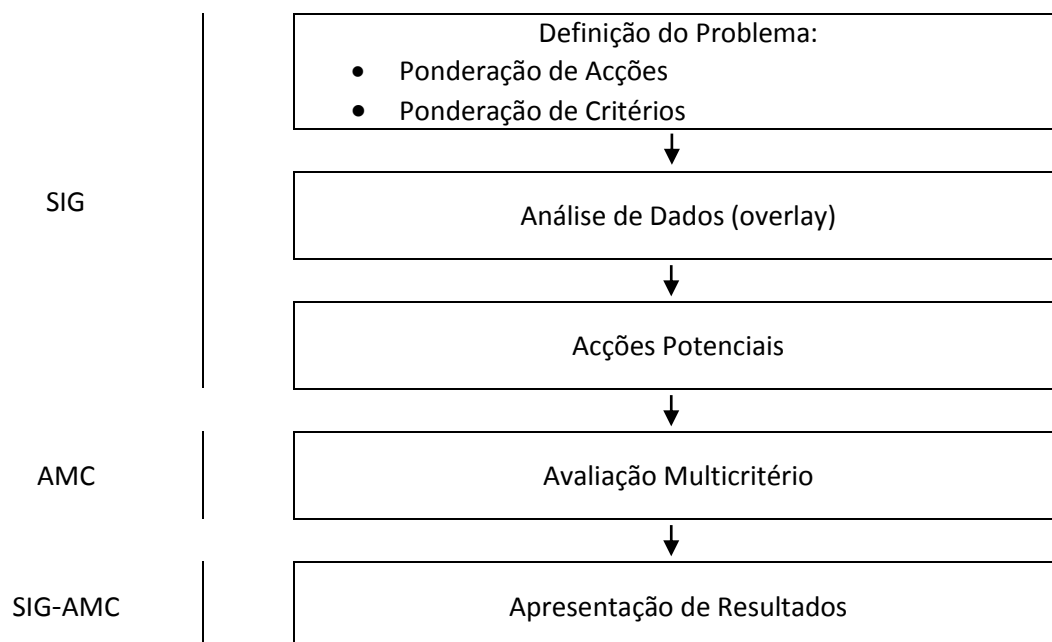 Definição do Problema:
• Ponderação de Acções
• Ponderação de Critérios
SIG
Análise de Dados (overlay)
Acções Potenciais
AMC
Avaliação Multicritério
SIG-AMC
Apresentação de Resultados